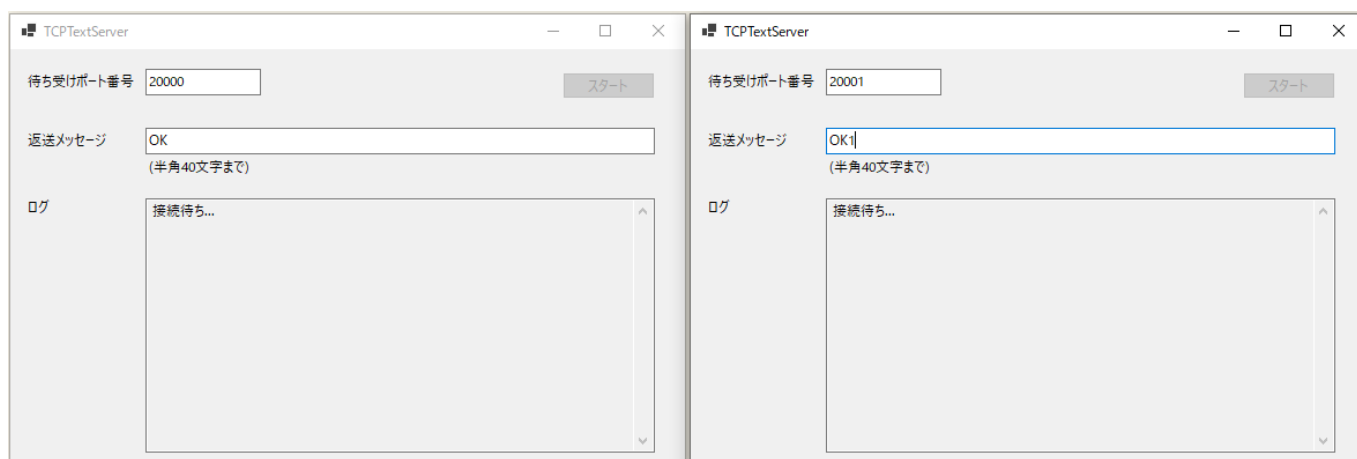 TCPTextServer
待ち受けポート番号 20000 スタート
返送メッセージ OK
(半角40文字まで)
ログ 接続待ち...
TCPTextServer
待ち受けポート番号 20001 スタート
返送メッセージ OK1
(半角40文字まで)
ログ 接続待ち...